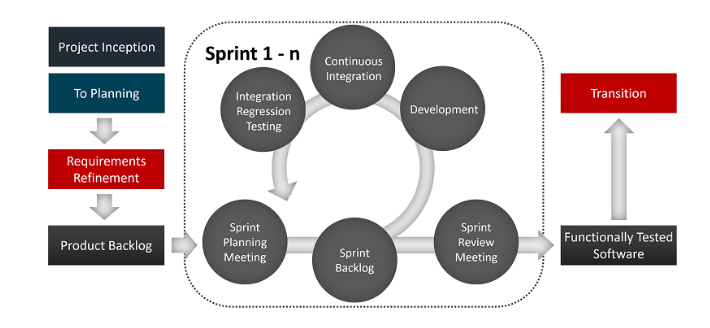 Project Inception
To Planning
Requirements
Refinement
Product Backlog
Sprint 1 - n
Continuous
Integration
Integration
Regression
Testing
Development
Sprint
Planning
Meeting
Sprint
Backlog
Sprint
Review
Meeting
Transition
Functionally Tested
Software